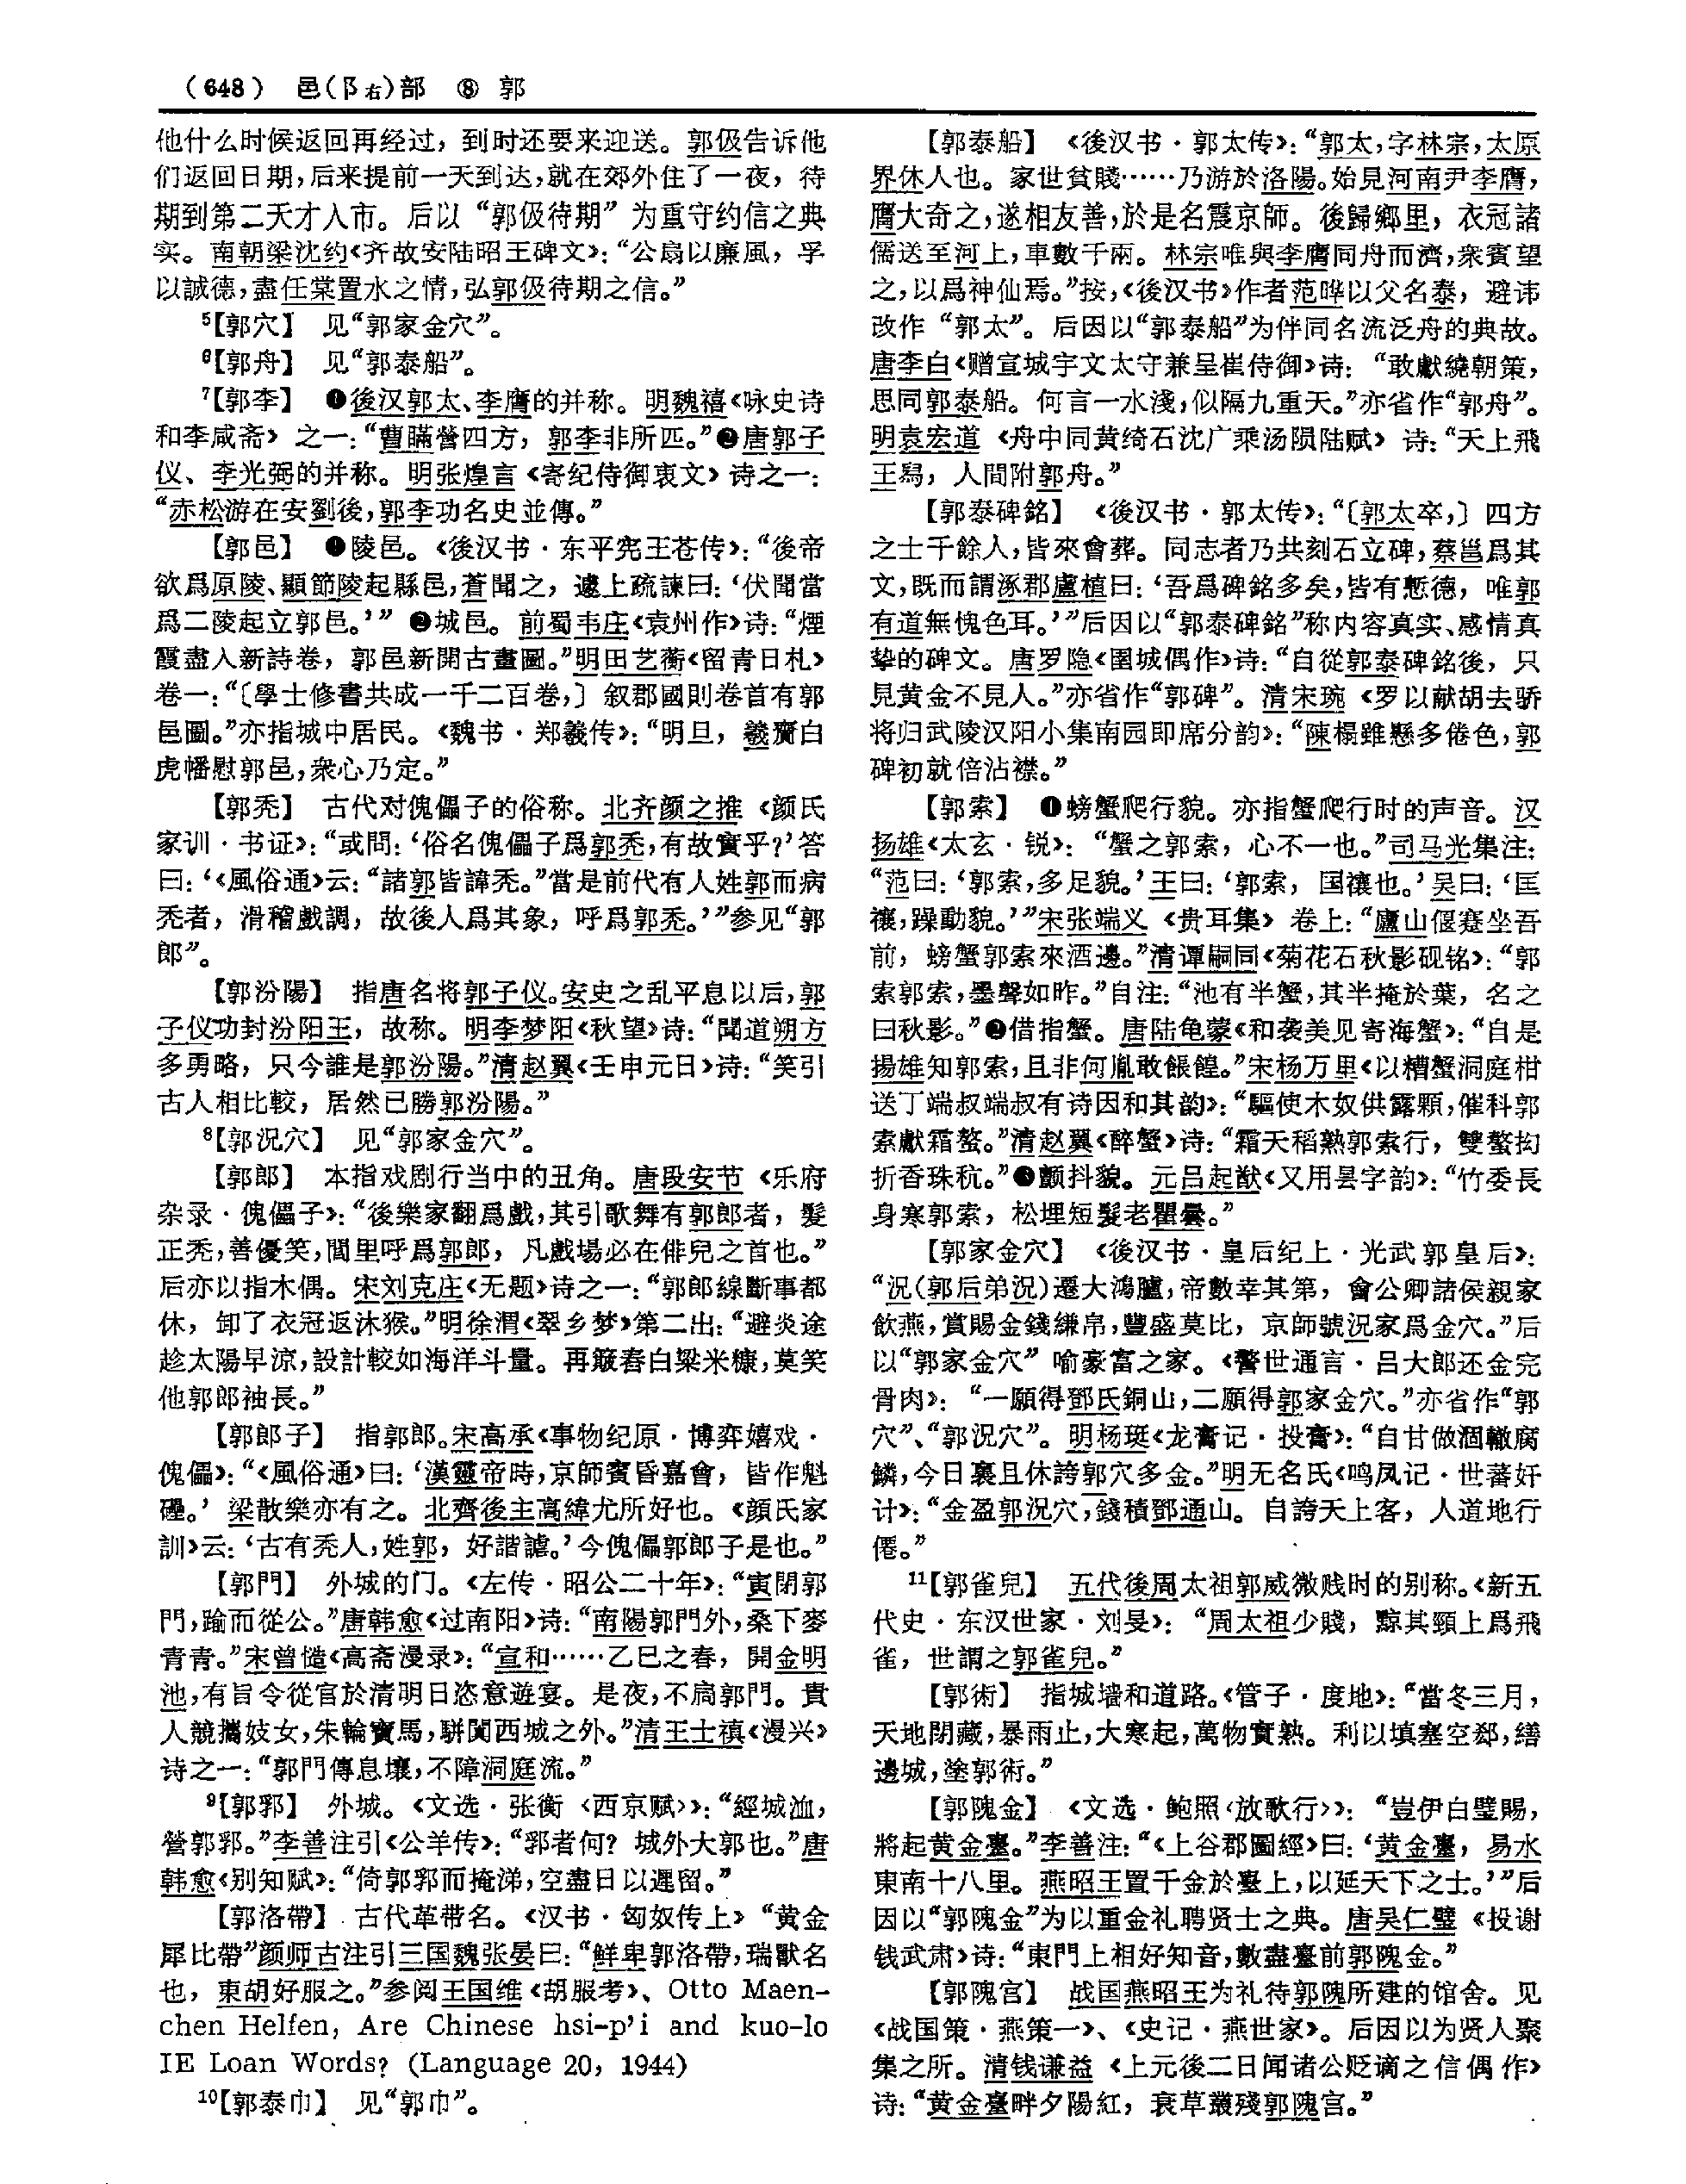 （648） 邑(阝右)部 ⑧ 郭
他什么时候返回再经过，到时还要来迎送。郭伋告诉他
们返回日期，后来提前一天到达，就在郊外住了一夜，待
期到第二天才入市。后以“郭伋待期”为重守约信之典
实。南朝梁沈约《齐故安陆昭王碑文》：“公扇以廉風，孚
以誠德，盡任棠置水之情，弘郭伋待期之信。”
5【郭穴】 见“郭家金穴”。
6【郭舟】 见“郭泰船”。
7【郭李】 ❶後汉郭太、李膺的并称。明魏禧《咏史诗
和李咸斋》之一：“曹瞞營四方，郭李非所匹。”❷唐郭子
仪、李光弼的并称。明张煌言《寄纪侍御衷文》诗之一：
“赤松游在安劉後，郭李功名史並傳。”
【郭邑】 ❶陵邑。《後汉书·东平宪王苍传》：“後帝
欲爲原陵、顯節陵起縣邑，蒼聞之，遽上疏諫曰：‘伏聞當
爲二陵起立郭邑。’”❷城邑。前蜀韦庄《袁州作》诗：“煙
霞盡入新詩卷，郭邑新開古畫圖。”明田艺蘅《留青日札》
卷一：“〔學士修書共成一千二百卷，〕叙郡國則卷首有郭
邑圖。”亦指城中居民。《魏书·郑羲传》：“明旦，羲齎白
虎幡慰郭邑，衆心乃定。”
【郭秃】 古代对傀儡子的俗称。北齐颜之推《颜氏
家训·书证》：“或問：‘俗名傀儡子爲郭秃，有故實乎？’答
曰：‘《風俗通》云：“諸郭皆諱秃。”當是前代有人姓郭而病
秃者，滑稽戲調，故後人爲其象，呼爲郭秃。’”参见“郭
郎”。
【郭汾陽】 指唐名将郭子仪。安史之乱平息以后，郭
子仪功封汾阳王，故称。明李梦阳《秋望》诗：“聞道朔方
多勇略，只今誰是郭汾陽。”清赵翼《壬申元日》诗：“笑引
古人相比較，居然已勝郭汾陽。”
8【郭況穴】 见“郭家金穴”。
【郭郎】 本指戏剧行当中的丑角。唐段安节《乐府
杂录·傀儡子》：“後樂家翻爲戲，其引歌舞有郭郎者，髮
正秃，善優笑，閭里呼爲郭郎，凡戲場必在俳兒之首也。”
后亦以指木偶。宋刘克庄《无题》诗之一：“郭郎線斷事都
休，卸了衣冠返沐猴。”明徐渭《翠乡梦》第二出：“避炎途
趁太陽早涼，設計較如海洋斗量。再簸舂白粱米糠，莫笑
他郭郎袖長。”
【郭郎子】 指郭郎。宋高承《事物纪原·博弈嬉戏·
傀儡》：“《風俗通》曰：‘漢靈帝時，京師賓昏嘉會，皆作魁
礧。’梁散樂亦有之。北齊後主高緯尤所好也。《顔氏家
訓》云：‘古有秃人，姓郭，好諧謔。’今傀儡郭郎子是也。”
【郭門】 外城的门。《左传·昭公二十年》：“寅閉郭
門，踰而從公。”唐韩愈《过南阳》诗：“南陽郭門外，桑下麥
青青。”宋曾慥《高斋漫录》：“宣和……乙巳之春，開金明
池，有旨令從官於清明日恣意遊宴。是夜，不扃郭門。貴
人競攜妓女，朱輪寶馬，駢闐西城之外。”清王士禛《漫兴》
诗之一：“郭門傳息壤，不障洞庭流。”
9【郭郛】 外城。《文选·张衡〈西京赋〉》：“經城洫，
營郭郛。”李善注引《公羊传》：“郛者何？城外大郭也。”唐
韩愈《别知赋》：“倚郭郛而掩涕，空盡日以遲留。”
【郭洛帶】 古代革带名。《汉书·匈奴传上》“黄金
犀比帶”颜师古注引三国魏张晏曰：“鮮卑郭洛帶，瑞獸名
也，東胡好服之。”参阅王国维《胡服考》、Otto Maen-
chen Helfen, Are Chinese hsi-p’i and kuo-lo
IE Loan Words? (Language 20, 1944)
10【郭泰巾】 见“郭巾”。
【郭泰船】 《後汉书·郭太传》：“郭太，字林宗，太原
界休人也。家世貧賤……乃游於洛陽。始見河南尹李膺，
膺大奇之，遂相友善，於是名震京師。後歸鄉里，衣冠諸
儒送至河上，車數千兩。林宗唯與李膺同舟而濟，衆賓望
之，以爲神仙焉。”按，《後汉书》作者范晔以父名泰，避讳
改作“郭太”。后因以“郭泰船”为伴同名流泛舟的典故。
唐李白《赠宣城宇文太守兼呈崔侍御》诗：“敢獻繞朝策，
思同郭泰船。何言一水淺，似隔九重天。”亦省作“郭舟”。
明袁宏道《舟中同黄绮石沈广乘汤陨陆赋》诗：“天上飛
王舄，人間附郭舟。”
【郭泰碑銘】 《後汉书·郭太传》：“〔郭太卒，〕四方
之士千餘人，皆來會葬。同志者乃共刻石立碑，蔡邕爲其
文，既而謂涿郡盧植曰：‘吾爲碑銘多矣，皆有慙德，唯郭
有道無愧色耳。’”后因以“郭泰碑銘”称内容真实、感情真
挚的碑文。唐罗隐《围城偶作》诗：“自從郭泰碑銘後，只
見黄金不見人。”亦省作“郭碑”。清宋琬《罗以献胡去骄
将归武陵汉阳小集南园即席分韵》：“陳榻雖懸多倦色，郭
碑初就倍沾襟。”
【郭索】 ❶螃蟹爬行貌。亦指蟹爬行时的声音。汉
扬雄《太玄·锐》：“蟹之郭索，心不一也。”司马光集注：
“范曰：‘郭索，多足貌。’王曰：‘郭索，匡禳也。’吴曰：‘匡
禳，躁動貌。’”宋张端义《贵耳集》卷上：“廬山偃蹇坐吾
前，螃蟹郭索來酒邊。”清谭嗣同《菊花石秋影砚铭》：“郭
索郭索，墨聲如昨。”自注：“池有半蟹，其半掩於葉，名之
曰秋影。”❷借指蟹。唐陆龟蒙《和袭美见寄海蟹》：“自是
揚雄知郭索，且非何胤敢餦餭。”宋杨万里《以糟蟹洞庭柑
送丁端叔端叔有诗因和其韵》：“驅使木奴供露顆，催科郭
索獻霜螯。”清赵翼《醉蟹》诗：“霜天稻熟郭索行，雙螯拗
折香珠秔。”❸颤抖貌。元吕起猷《又用昙字韵》：“竹委長
身寒郭索，松埋短髮老瞿曇。”
【郭家金穴】 《後汉书·皇后纪上·光武郭皇后》：
“況(郭后弟況)遷大鴻臚，帝數幸其第，會公卿諸侯親家
飲燕，賞賜金錢縑帛，豐盛莫比，京師號況家爲金穴。”后
以“郭家金穴”喻豪富之家。《警世通言·吕大郎还金完
骨肉》：“一願得鄧氏銅山，二願得郭家金穴。”亦省作“郭
穴”、“郭況穴”。明杨珽《龙膏记·投膏》：“自甘做涸轍腐
鱗，今日裏且休誇郭穴多金。”明无名氏《鸣凤记·世蕃奸
计》：“金盈郭況穴，錢積鄧通山。自誇天上客，人道地行
僊。”
11【郭雀兒】 五代後周太祖郭威微贱时的别称。《新五
代史·东汉世家·刘旻》：“周太祖少賤，黥其頸上爲飛
雀，世謂之郭雀兒。”
【郭術】 指城墙和道路。《管子·度地》：“當冬三月，
天地閉藏，暴雨止，大寒起，萬物實熟。利以填塞空郄，繕
邊城，塗郭術。”
【郭隗金】 《文选·鲍照〈放歌行〉》：“豈伊白璧賜，
將起黄金臺。”李善注：“《上谷郡圖經》曰：‘黄金臺，易水
東南十八里。燕昭王置千金於臺上，以延天下之士。’”后
因以“郭隗金”为以重金礼聘贤士之典。唐吴仁璧《投谢
钱武肃》诗：“東門上相好知音，數盡臺前郭隗金。”
【郭隗宫】 战国燕昭王为礼待郭隗所建的馆舍。见
《战国策·燕策一》、《史记·燕世家》。后因以为贤人聚
集之所。清钱谦益《上元後二日闻诸公贬谪之信偶作》
诗：“黄金臺畔夕陽紅，衰草叢殘郭隗宫。”